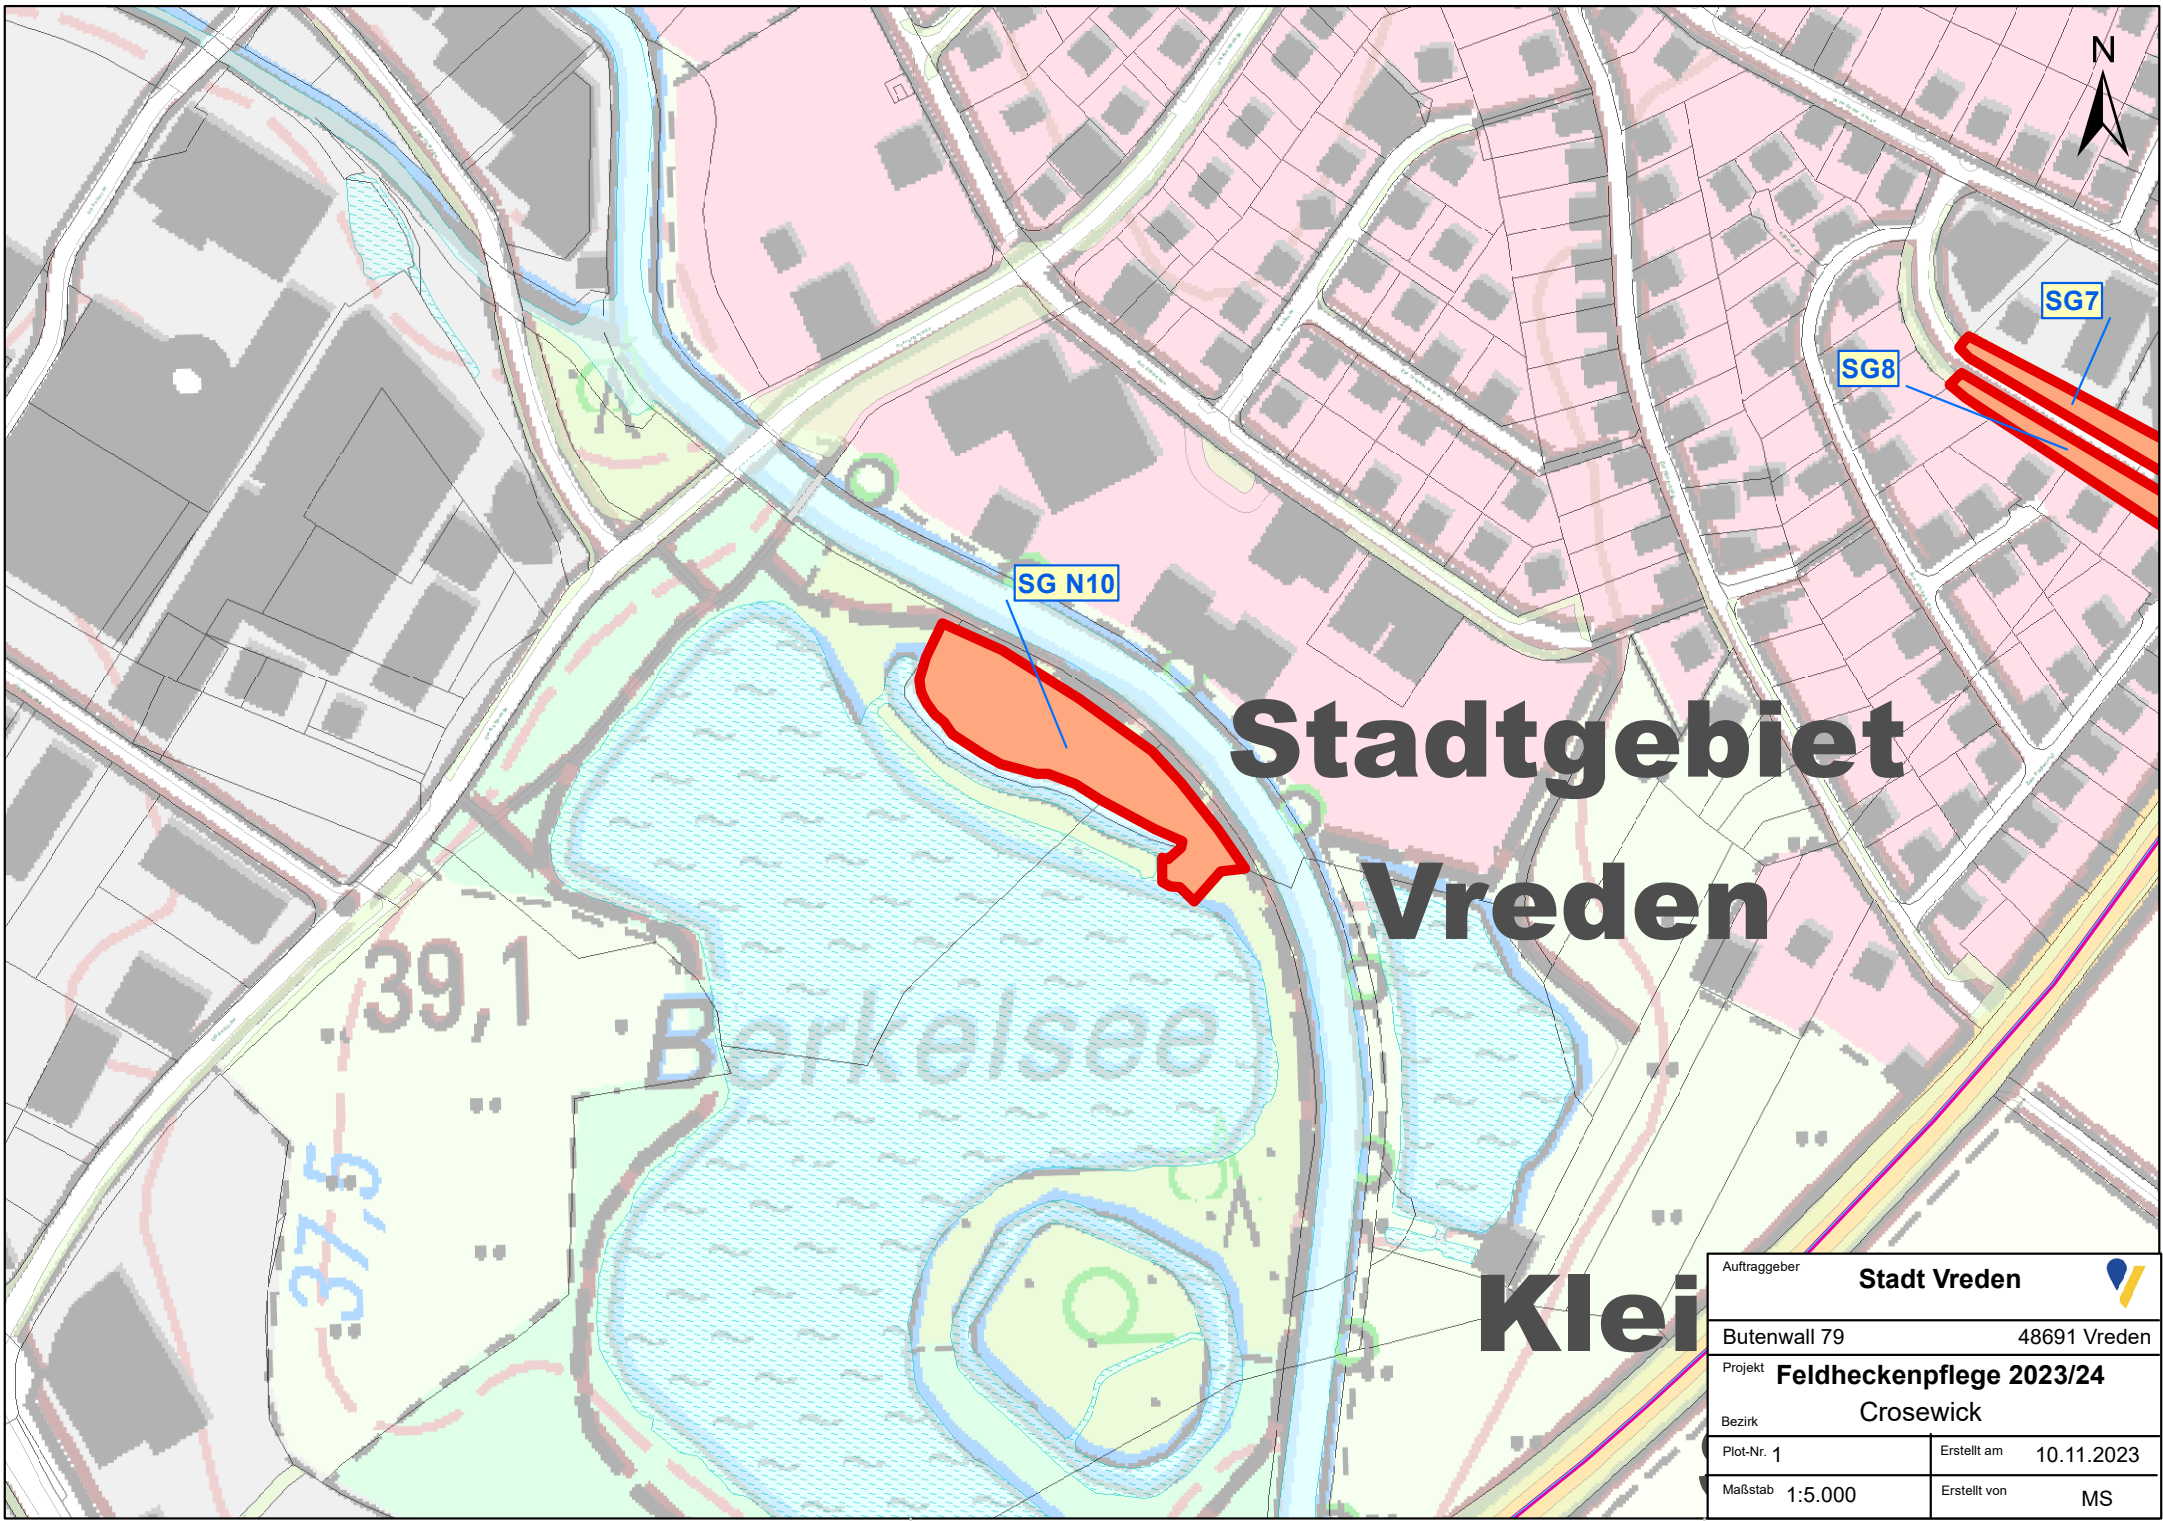 N
SG7
SG8
SG N10
Stadtgebiet
Vreden
39,1
Berkelsee
37,5
Klei
Auftraggeber
Stadt Vreden
Butenwall 79 48691 Vreden
Projekt Feldheckenpflege 2023/24
Bezirk Crosewick
Plot-Nr. 1 Erstellt am 10.11.2023
Maßstab 1:5.000 Erstellt von MS